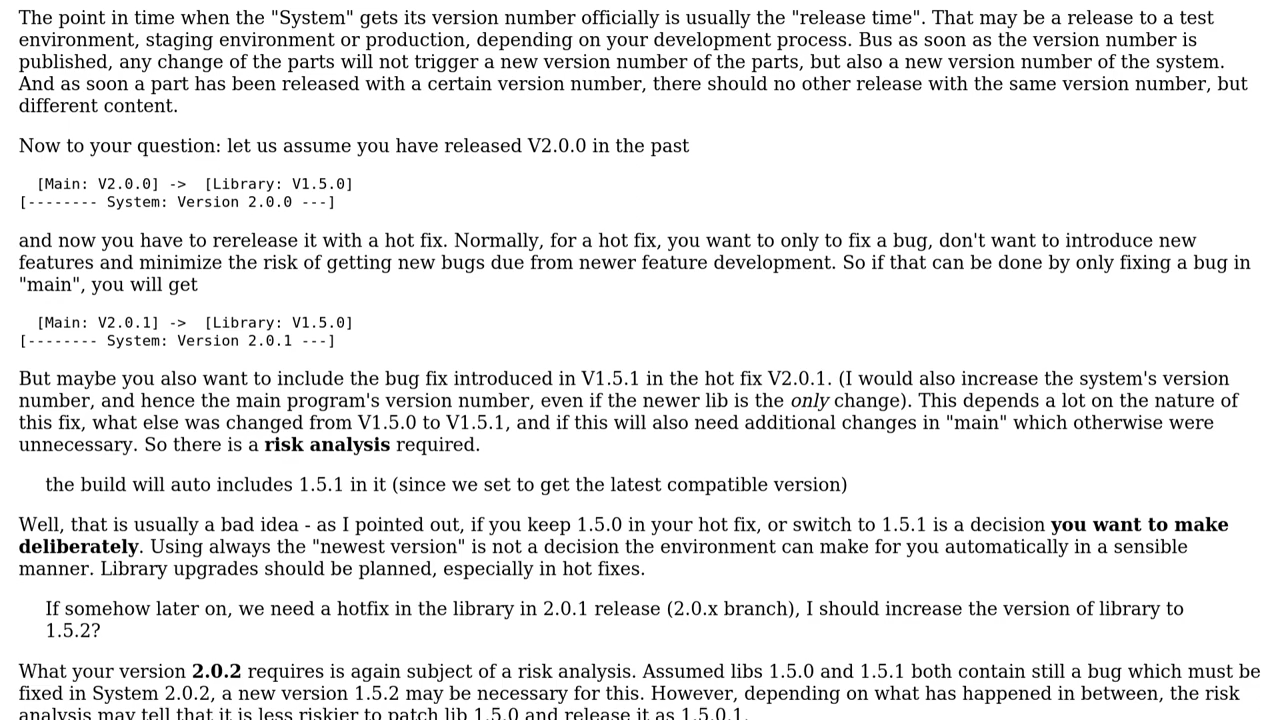 The point in time when the "System" gets its version number officially is usually the "release time". That may be a release to a test
environment, staging environment or production, depending on your development process. Bus as soon as the version number is
published, any change of the parts will not trigger a new version number of the parts, but also a new version number of the system.
And as soon a part has been released with a certain version number, there should no other release with the same version number, but
different content.
Now to your question: let us assume you have released V2.0.0 in the past
[Main: V2.0.0] ->  [Library: V1.5.0]
[-------- System: Version 2.0.0 ---]
and now you have to rerelease it with a hot fix. Normally, for a hot fix, you want to only to fix a bug, don't want to introduce new
features and minimize the risk of getting new bugs due from newer feature development. So if that can be done by only fixing a bug in
"main", you will get
[Main: V2.0.1] ->  [Library: V1.5.0]
[-------- System: Version 2.0.1 ---]
But maybe you also want to include the bug fix introduced in V1.5.1 in the hot fix V2.0.1. (I would also increase the system's version
number, and hence the main program's version number, even if the newer lib is the only change). This depends a lot on the nature of
this fix, what else was changed from V1.5.0 to V1.5.1, and if this will also need additional changes in "main" which otherwise were
unnecessary. So there is a risk analysis required.
the build will auto includes 1.5.1 in it (since we set to get the latest compatible version)
Well, that is usually a bad idea - as I pointed out, if you keep 1.5.0 in your hot fix, or switch to 1.5.1 is a decision you want to make
deliberately. Using always the "newest version" is not a decision the environment can make for you automatically in a sensible
manner. Library upgrades should be planned, especially in hot fixes.
If somehow later on, we need a hotfix in the library in 2.0.1 release (2.0.x branch), I should increase the version of library to
1.5.2?
What your version 2.0.2 requires is again subject of a risk analysis. Assumed libs 1.5.0 and 1.5.1 both contain still a bug which must be
fixed in System 2.0.2, a new version 1.5.2 may be necessary for this. However, depending on what has happened in between, the risk
analysis may tell that it is less riskier to patch lib 1.5.0 and release it as 1.5.0.1.